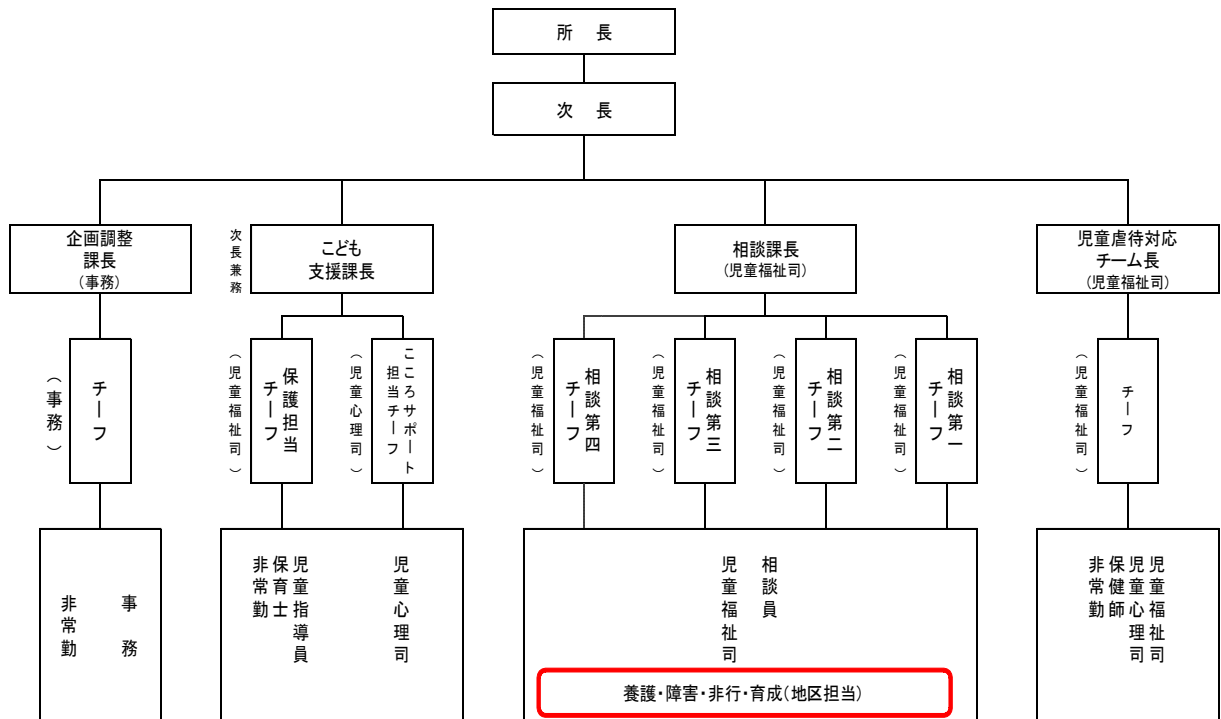 所　長
次　長
企画調整
課長
(事務)
次長兼務
こども
支援課長
相談課長
(児童福祉司)
児童虐待対応
チーム長
(児童福祉司)
チーフ
(事務)
保護担当
チーフ
(児童福祉司)
こころサポート
担当チーフ
(児童心理司)
相談第四
チーフ
(児童福祉司)
相談第三
チーフ
(児童福祉司)
相談第二
チーフ
(児童福祉司)
相談第一
チーフ
(児童福祉司)
チーフ
(児童福祉司)
事　務
非常勤
児童心理司
児童指導員
保育士
非常勤
相談員
児童福祉司
養護・障害・非行・育成(地区担当)
児童福祉司
児童心理司
保健師
非常勤